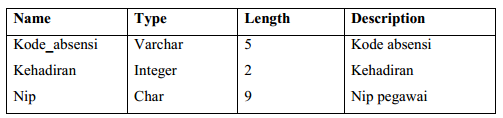 Name Type Length Description
Kode_absensi Varchar 5 Kode absensi
Kehadiran Integer 2 Kehadiran
Nip Char 9 Nip pegawai